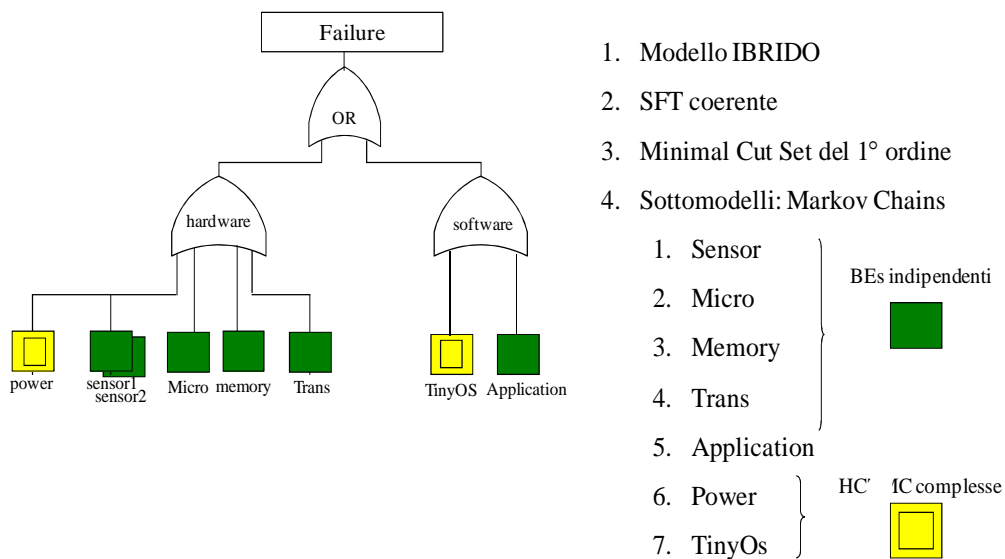 Failure
OR
hardware
software
power
sensor1
sensor2
Micro
memory
Trans
TinyOS
Application
1. Modello IBRIDO
2. SFT coerente
3. Minimal Cut Set del 1° ordine
4. Sottomodelli: Markov Chains
1. Sensor
2. Micro
3. Memory
4. Trans
5. Application
6. Power
7. TinyOs
BEs indipendenti
complesse